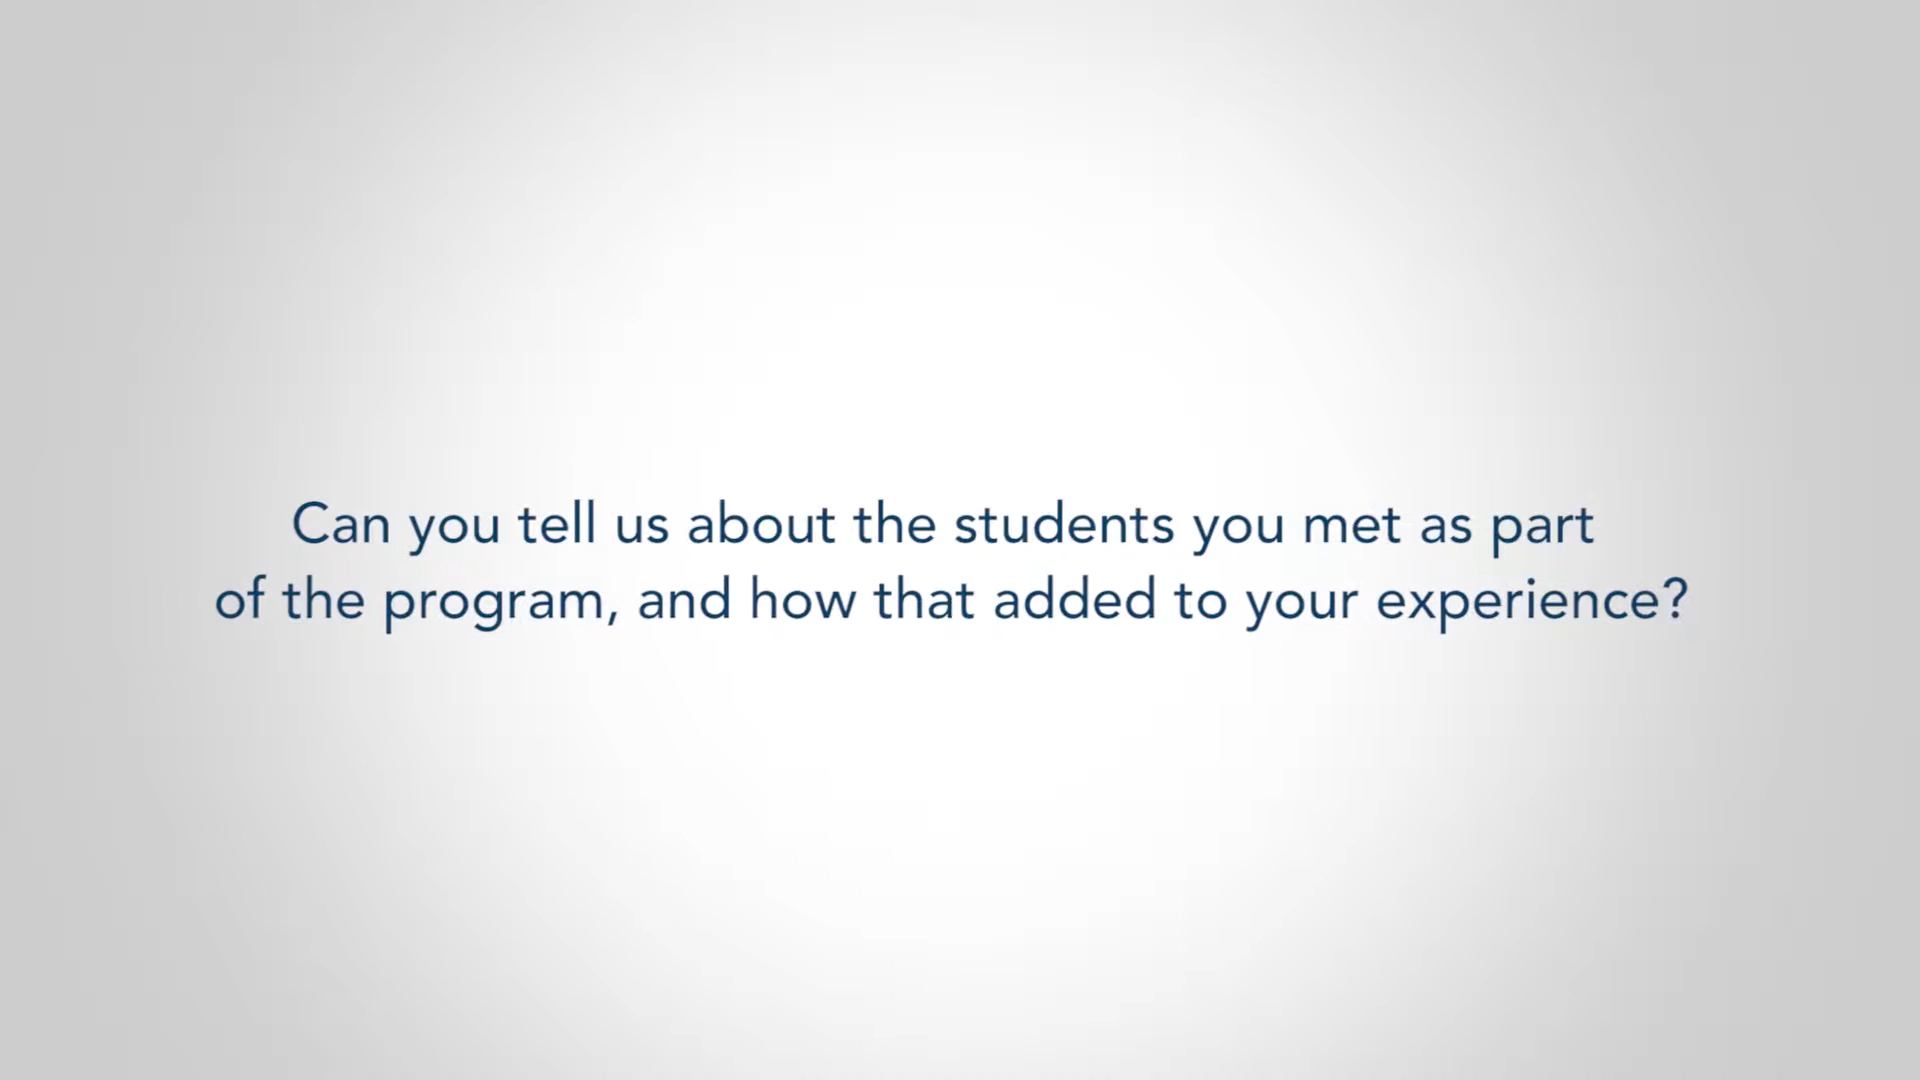 Can you tell us about the students you met as part
of the program, and how that added to your experience?